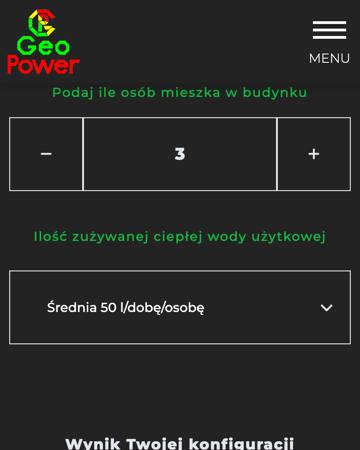 Geo
Power
MENU
Podaj ile osób mieszka w budynku
− 3 +
Ilość zużywanej ciepłej wody użytkowej
Średnia 50 l/dobę/osobę
Wynik Twojej konfiguracji